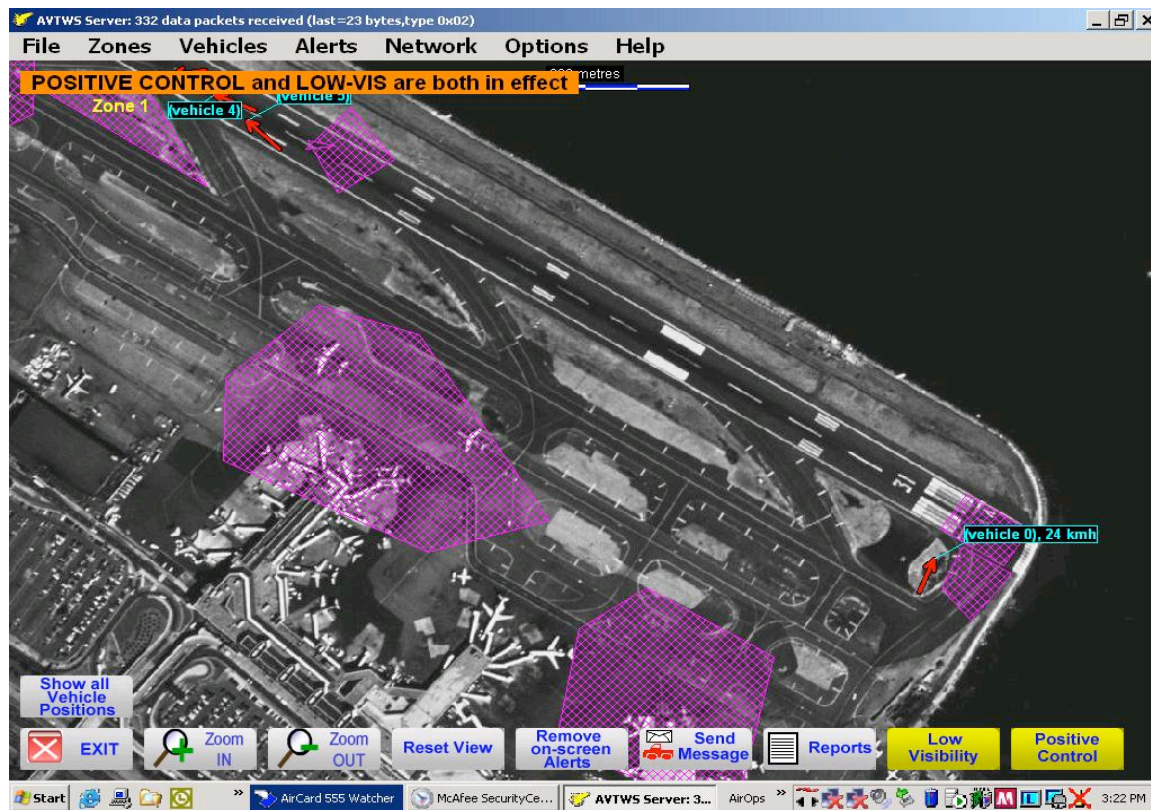 AVTWS Server: 332 data packets received (last=23 bytes,type 0x02)
File Zones Vehicles Alerts Network Options Help
POSITIVE CONTROL and LOW-VIS are both in effect
metres
Zone 1
(vehicle 4)
(vehicle 5)
31
(vehicle 0), 24 kmh
Show all
Vehicle
Positions
EXIT
Zoom
IN
Zoom
OUT
Reset View
Remove
on-screen
Alerts
Send
Message
Reports
Low
Visibility
Positive
Control
Start
»
AirCard 555 Watcher
McAfee SecurityCe...
AVTWS Server: 3...
AirOps
»
3:22 PM